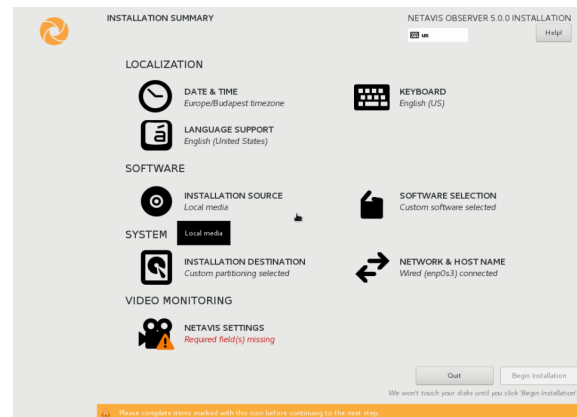 INSTALLATION SUMMARY
NETAVIS OBSERVER 5.0.0 INSTALLATION
us
Help!
LOCALIZATION
DATE & TIME
Europe/Budapest timezone
KEYBOARD
English (US)
LANGUAGE SUPPORT
English (United States)
SOFTWARE
INSTALLATION SOURCE
Local media
SOFTWARE SELECTION
Custom software selected
SYSTEM
Local media
INSTALLATION DESTINATION
Custom partitioning selected
NETWORK & HOST NAME
Wired (enp0s3) connected
VIDEO MONITORING
NETAVIS SETTINGS
Required field(s) missing
Quit
Begin Installation
We won't touch your disks until you click 'Begin Installation'
Please complete items marked with this icon before continuing to the next step.